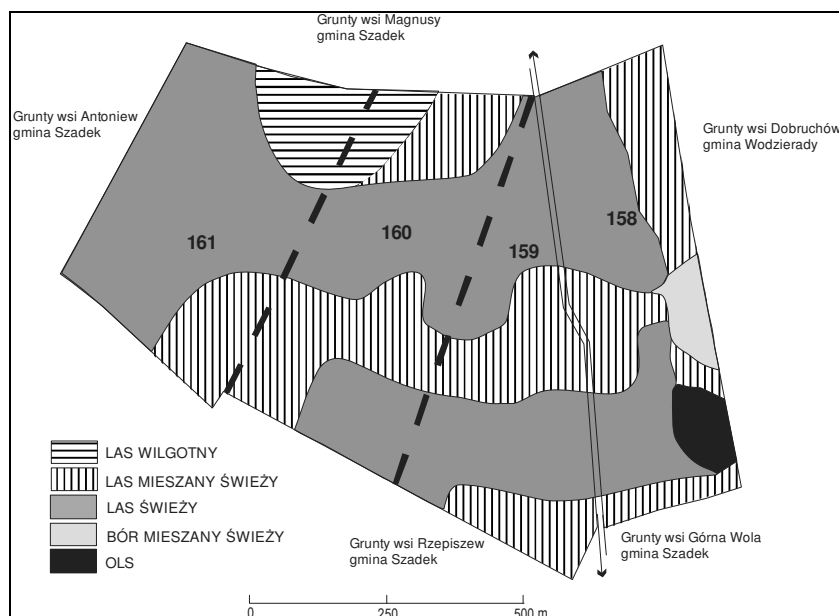 Grunty wsi Magnusy
gmina Szadek
Grunty wsi Antoniew
gmina Szadek
Grunty wsi Dobruchów
gmina Wodzierady
158
160
161
159
LAS WILGOTNY
LAS MIESZANY ŚWIEŻY
LAS ŚWIEŻY
BÓR MIESZANY ŚWIEŻY
OLS
Grunty wsi Rzepiszew
gmina Szadek
Grunty wsi Górna Wola
gmina Szadek
0 250 500 m